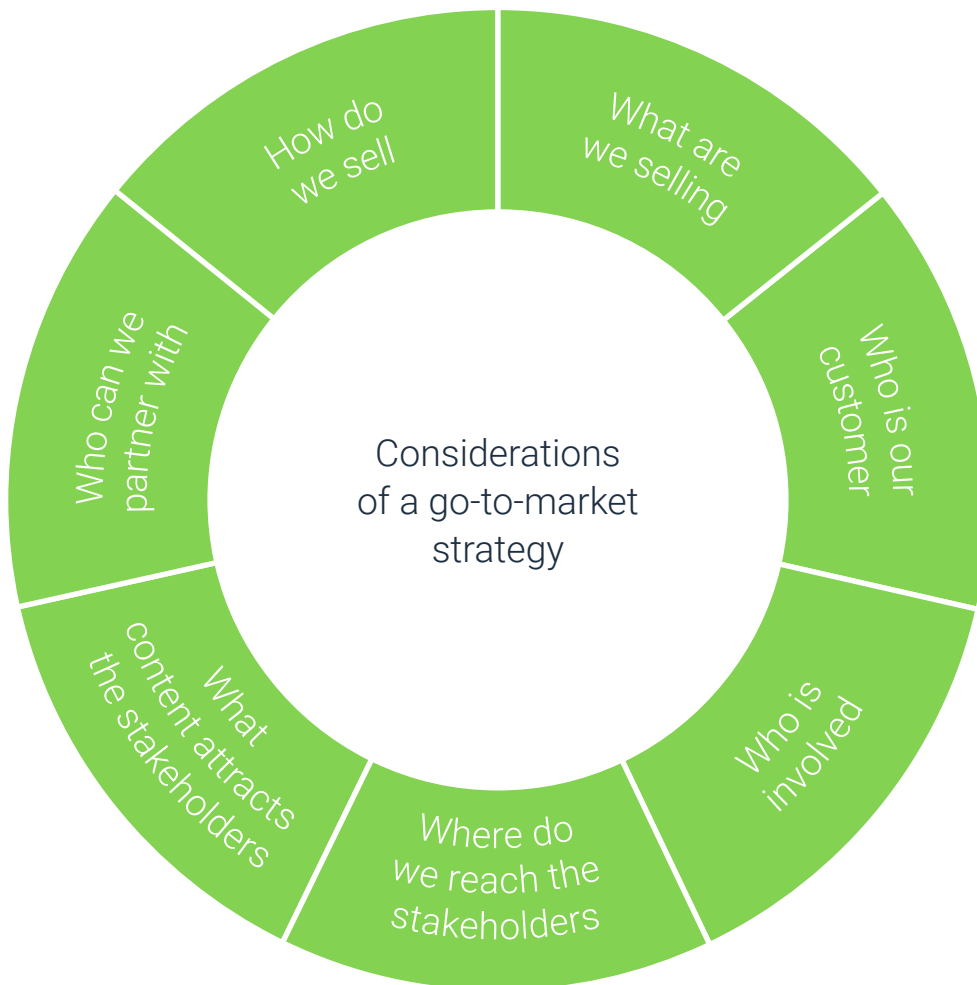 Considerations
of a go-to-market
strategy
What are
we selling
Who is our
customer
Who is
involved
Where do
we reach the
stakeholders
What
content attracts
the stakeholders
Who can we
partner with
How do
we sell